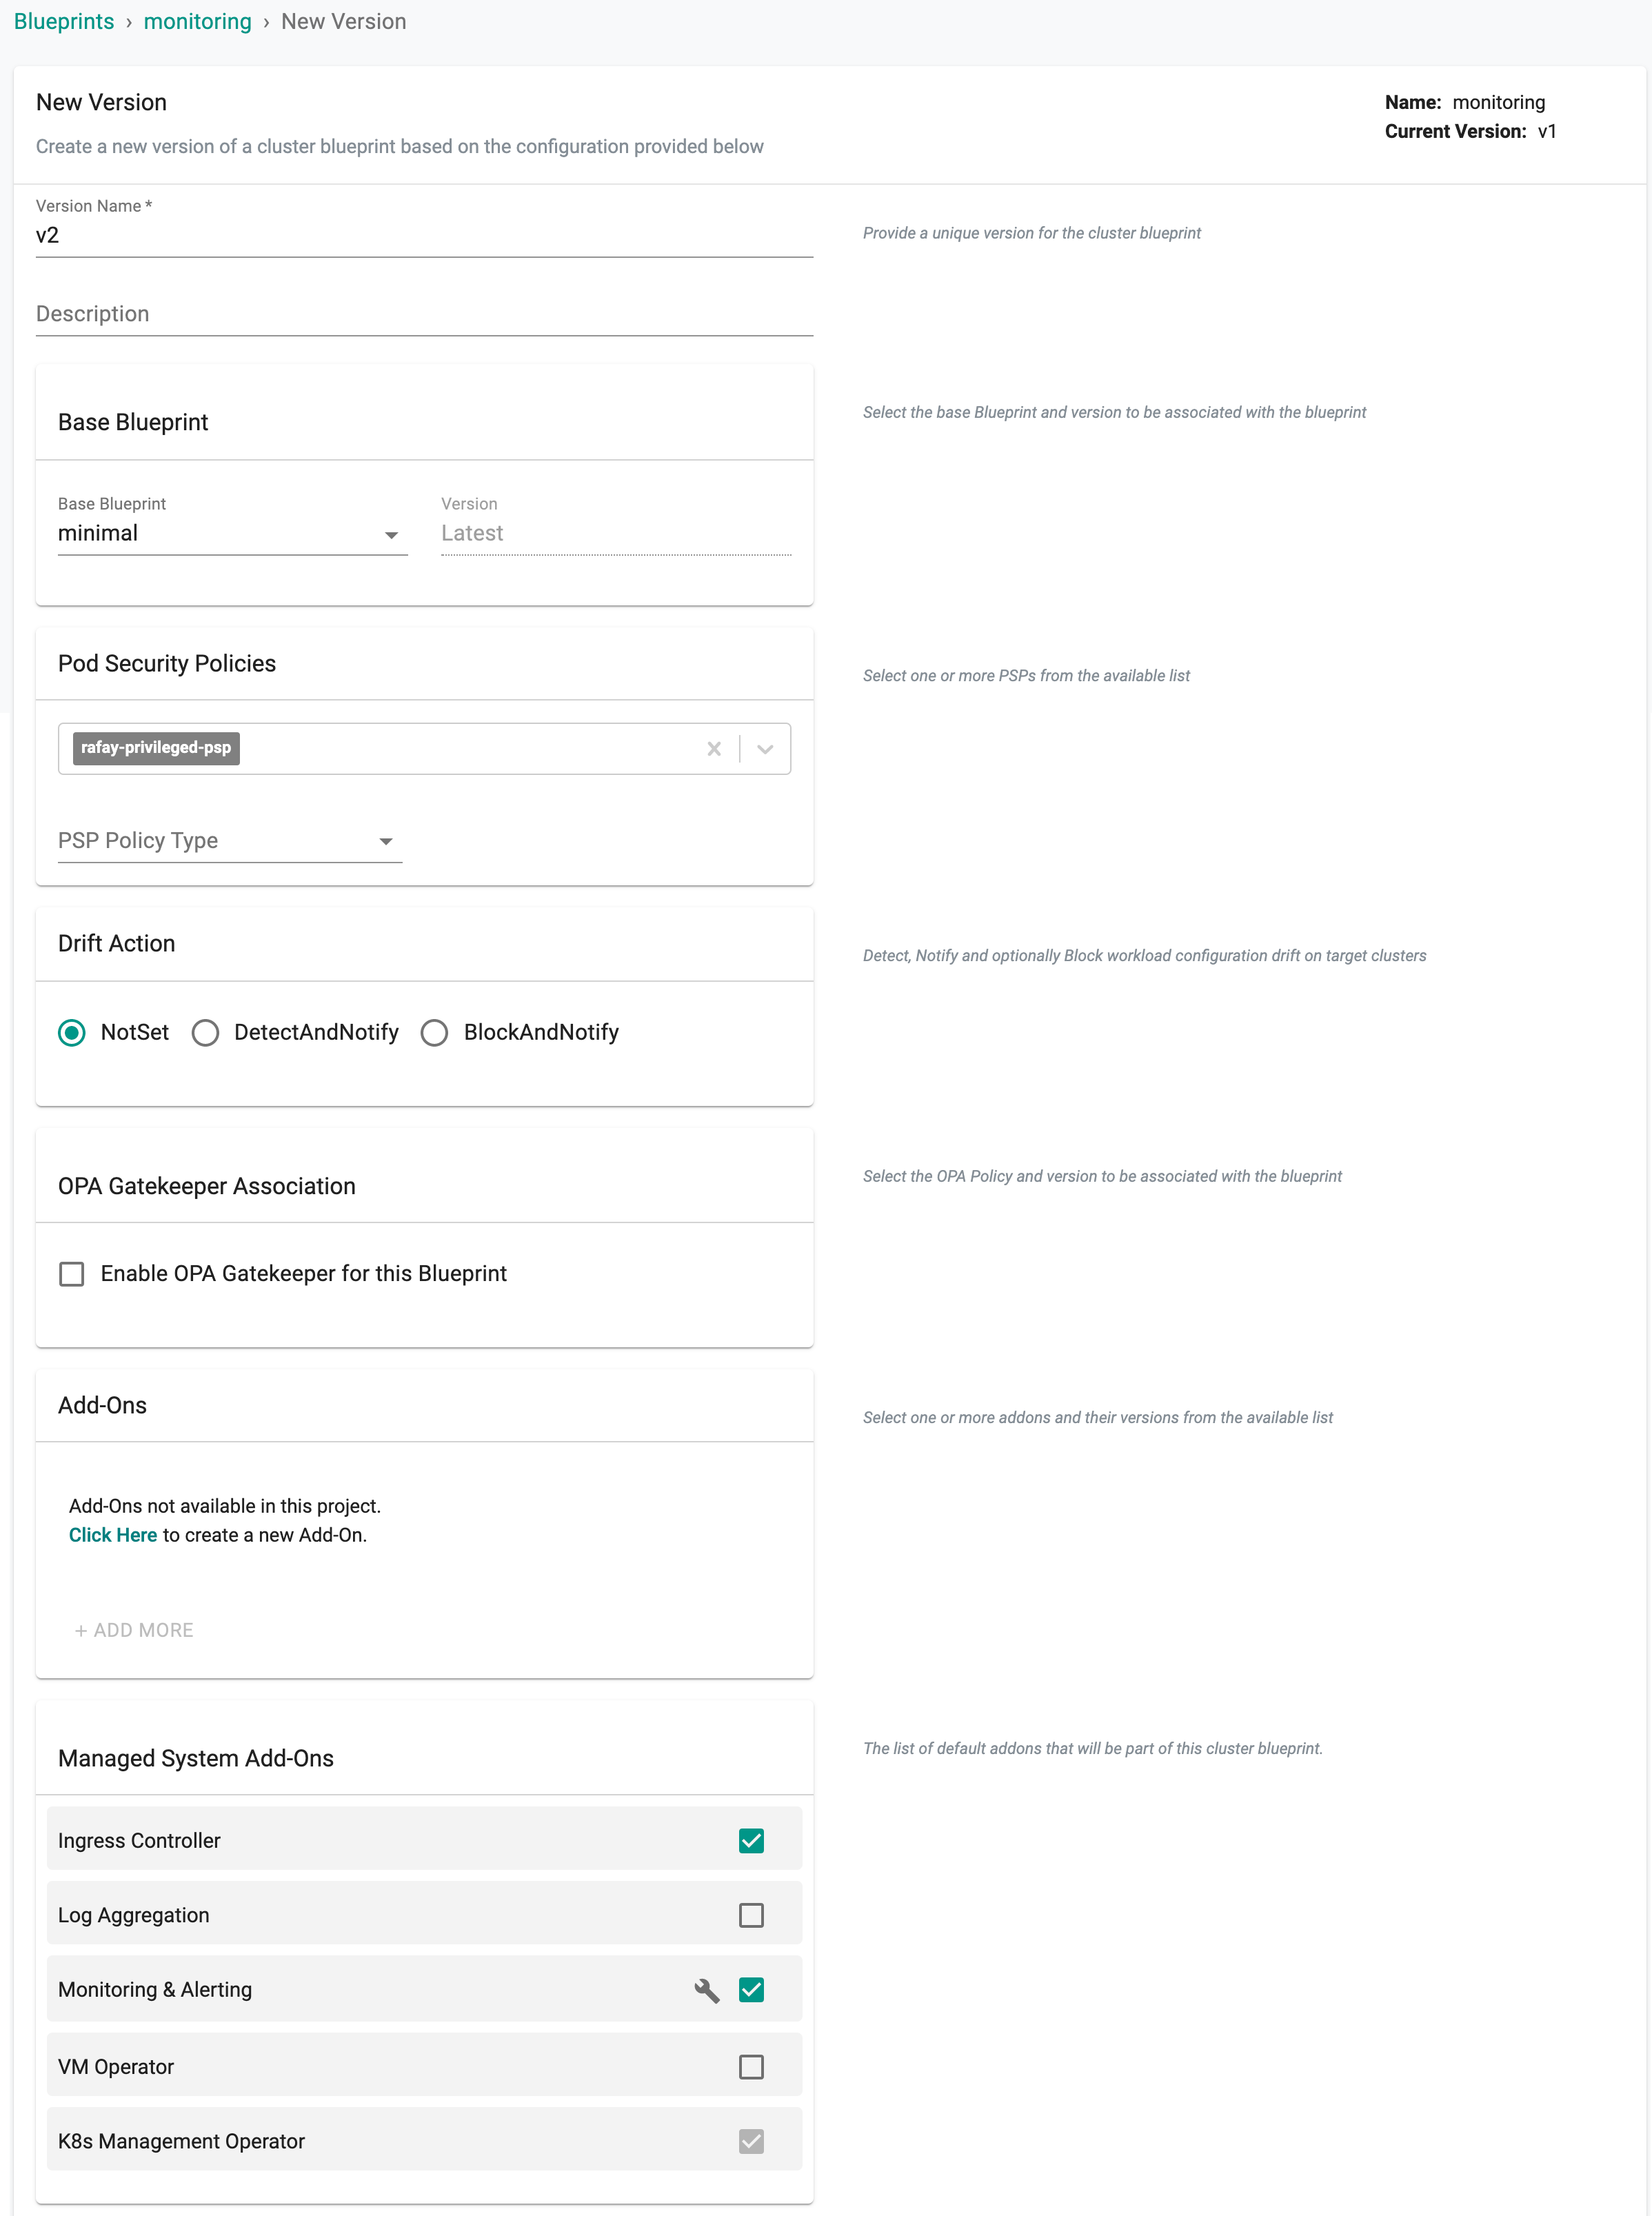 Blueprints › monitoring › New Version
New Version
Name: monitoring
Current Version: v1
Create a new version of a cluster blueprint based on the configuration provided below
Version Name *
v2
Provide a unique version for the cluster blueprint
Description
Base Blueprint
Select the base Blueprint and version to be associated with the blueprint
Base Blueprint
minimal
Version
Latest
Pod Security Policies
Select one or more PSPs from the available list
rafay-privileged-psp
PSP Policy Type
Drift Action
Detect, Notify and optionally Block workload configuration drift on target clusters
NotSet DetectAndNotify BlockAndNotify
OPA Gatekeeper Association
Select the OPA Policy and version to be associated with the blueprint
Enable OPA Gatekeeper for this Blueprint
Add-Ons
Select one or more addons and their versions from the available list
Add-Ons not available in this project.
Click Here to create a new Add-On.
+ ADD MORE
Managed System Add-Ons
The list of default addons that will be part of this cluster blueprint.
Ingress Controller
Log Aggregation
Monitoring & Alerting
VM Operator
K8s Management Operator